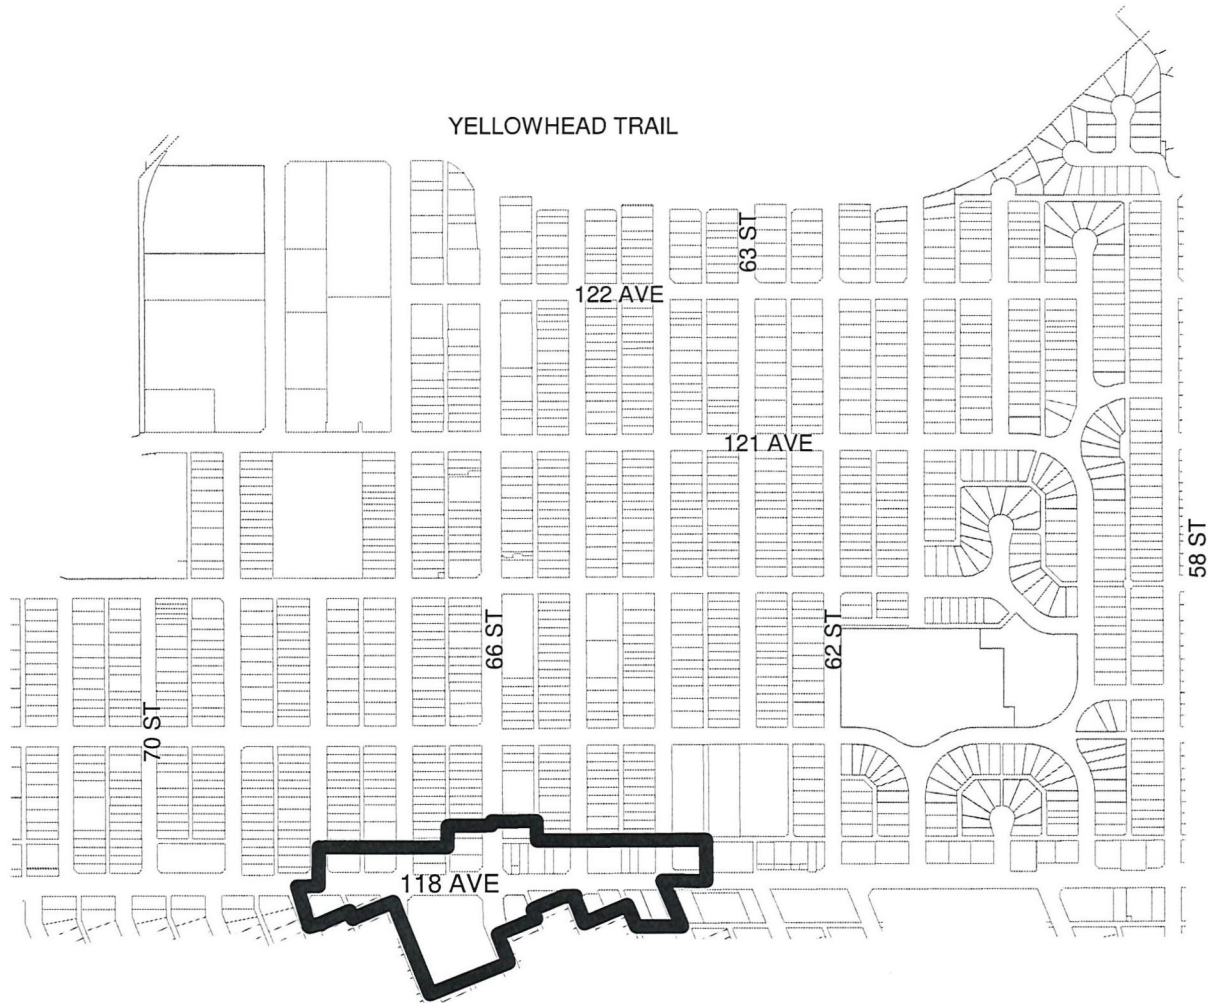 YELLOWHEAD TRAIL
63 ST
122 AVE
121 AVE
58 ST
66 ST
62 ST
70 ST
118 AVE